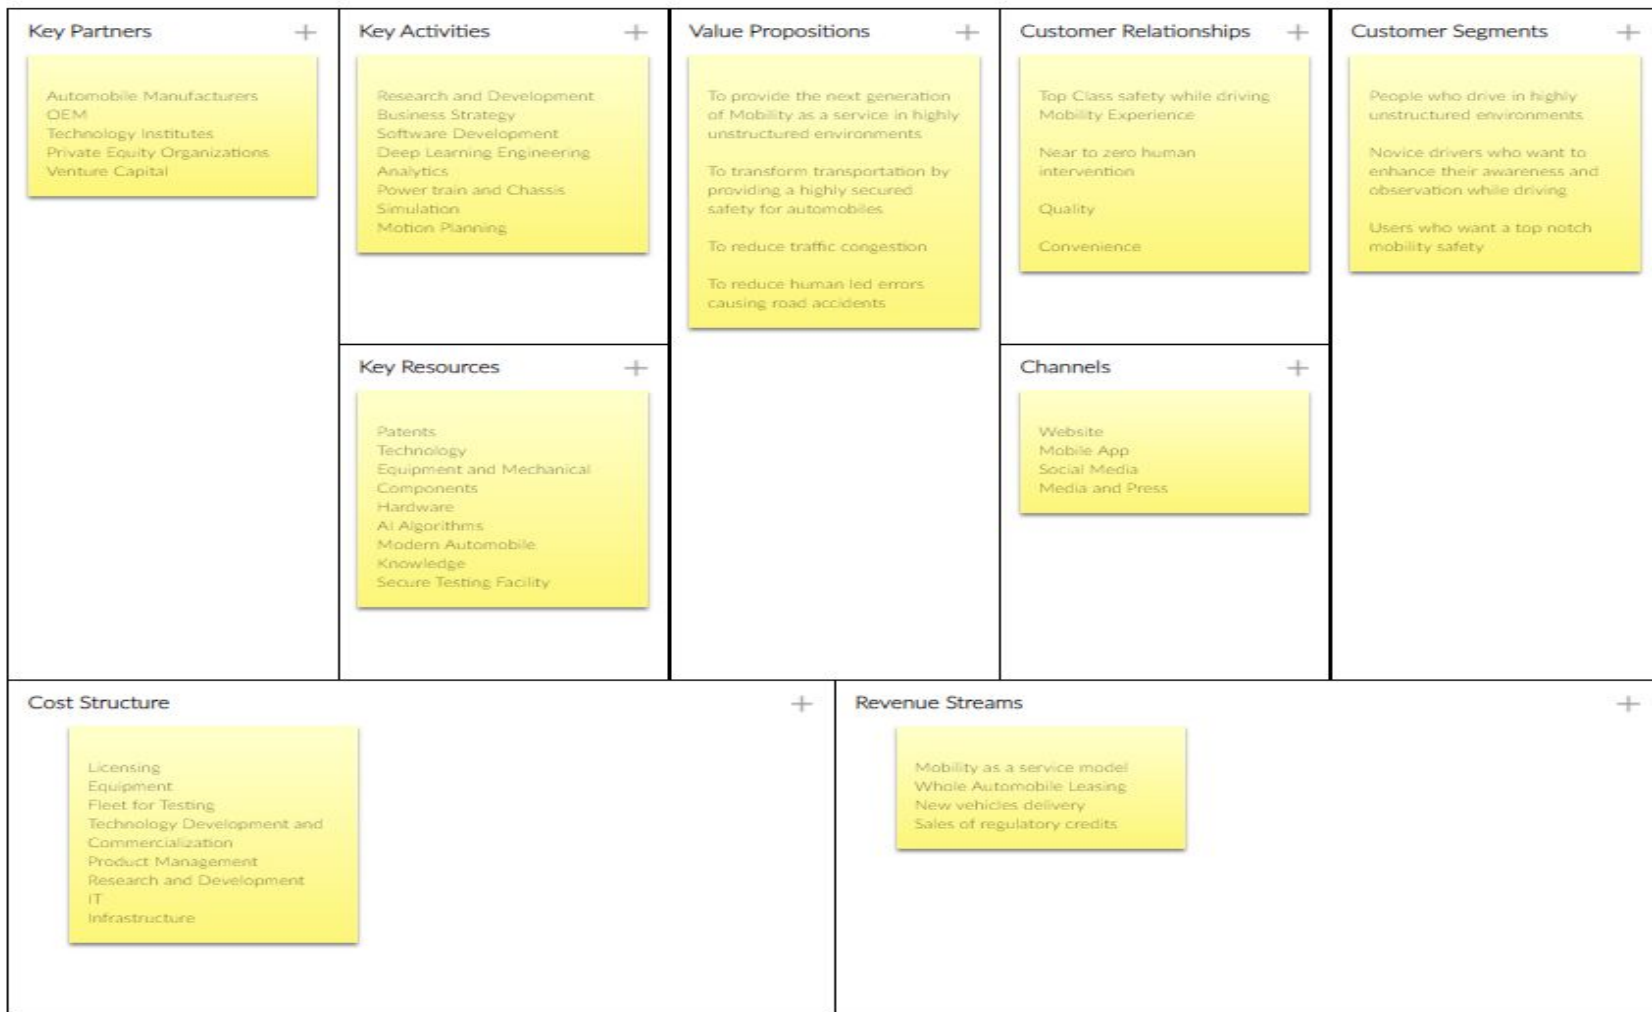 Key Partners
Automobile Manufacturers
OEM
Technology Institutes
Private Equity Organizations
Venture Capital
Key Activities
Research and Development
Business Strategy
Software Development
Deep Learning Engineering
Analytics
Power train and Chassis
Simulation
Motion Planning
Key Resources
Patents
Technology
Equipment and Mechanical
Components
Hardware
AI Algorithms
Modern Automobile
Knowledge
Secure Testing Facility
Value Propositions
To provide the next generation
of Mobility as a service in highly
unstructured environments
To transform transportation by
providing a highly secured
safety for automobiles
To reduce traffic congestion
To reduce human led errors
causing road accidents
Customer Relationships
Top Class safety while driving
Mobility Experience
Near to zero human
intervention
Quality
Convenience
Channels
Website
Mobile App
Social Media
Media and Press
Customer Segments
People who drive in highly
unstructured environments
Novice drivers who want to
enhance their awareness and
observation while driving
Users who want a top notch
mobility safety
Cost Structure
Licensing
Equipment
Fleet for Testing
Technology Development and
Commercialization
Product Management
Research and Development
IT
Infrastructure
Revenue Streams
Mobility as a service model
Whole Automobile Leasing
New vehicles delivery
Sales of regulatory credits